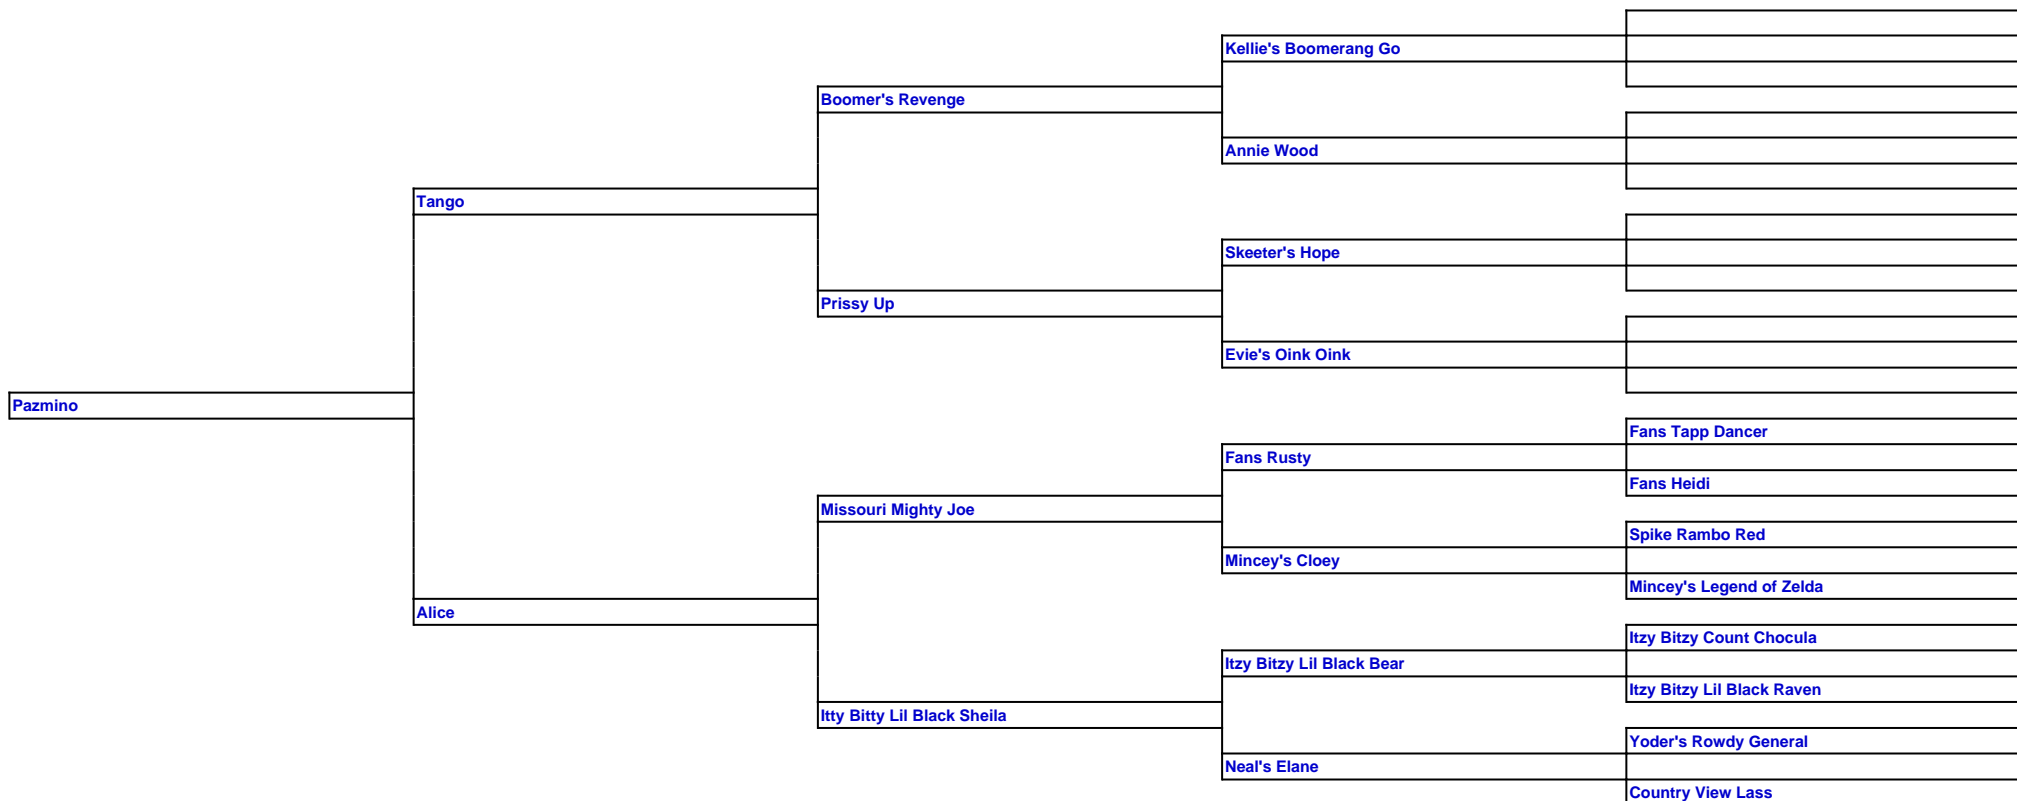 Kellie's Boomerang Go
Boomer's Revenge
Annie Wood
Tango
Skeeter's Hope
Prissy Up
Evie's Oink Oink
Pazmino
Fans Tapp Dancer
Fans Rusty
Fans Heidi
Missouri Mighty Joe
Spike Rambo Red
Mincey's Cloey
Mincey's Legend of Zelda
Alice
Itzy Bitzy Count Chocula
Itzy Bitzy Lil Black Bear
Itzy Bitzy Lil Black Raven
Itty Bitty Lil Black Sheila
Yoder's Rowdy General
Neal's Elane
Country View Lass